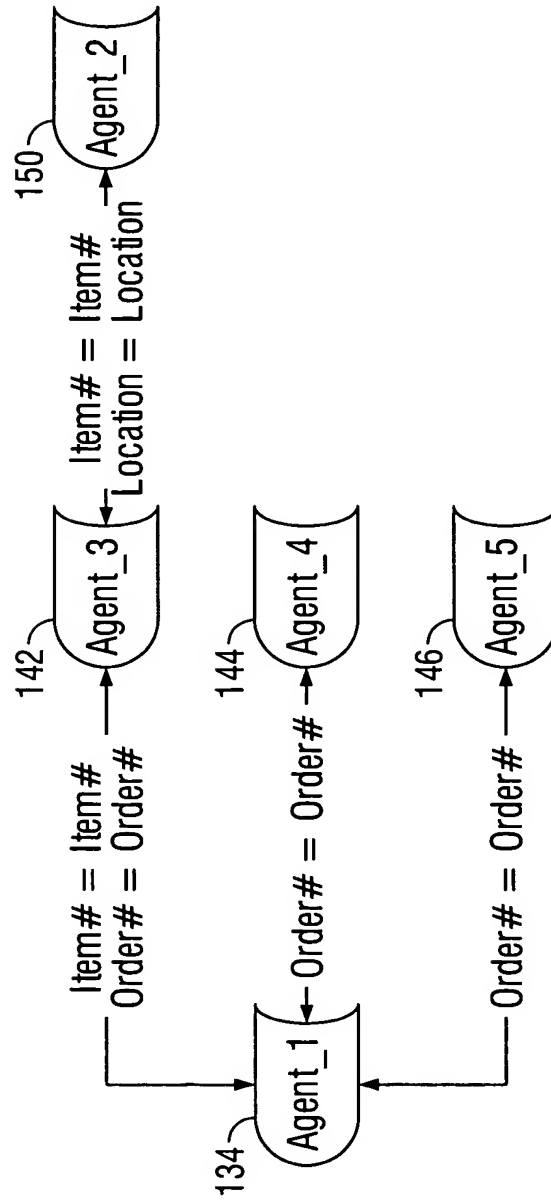 Item# = Item#
Order# = Order#
142
Agent_3
Item# = Item#
Location = Location
150
Agent_2
134
Agent_1
Order# = Order#
144
Agent_4
Order# = Order#
146
Agent_5